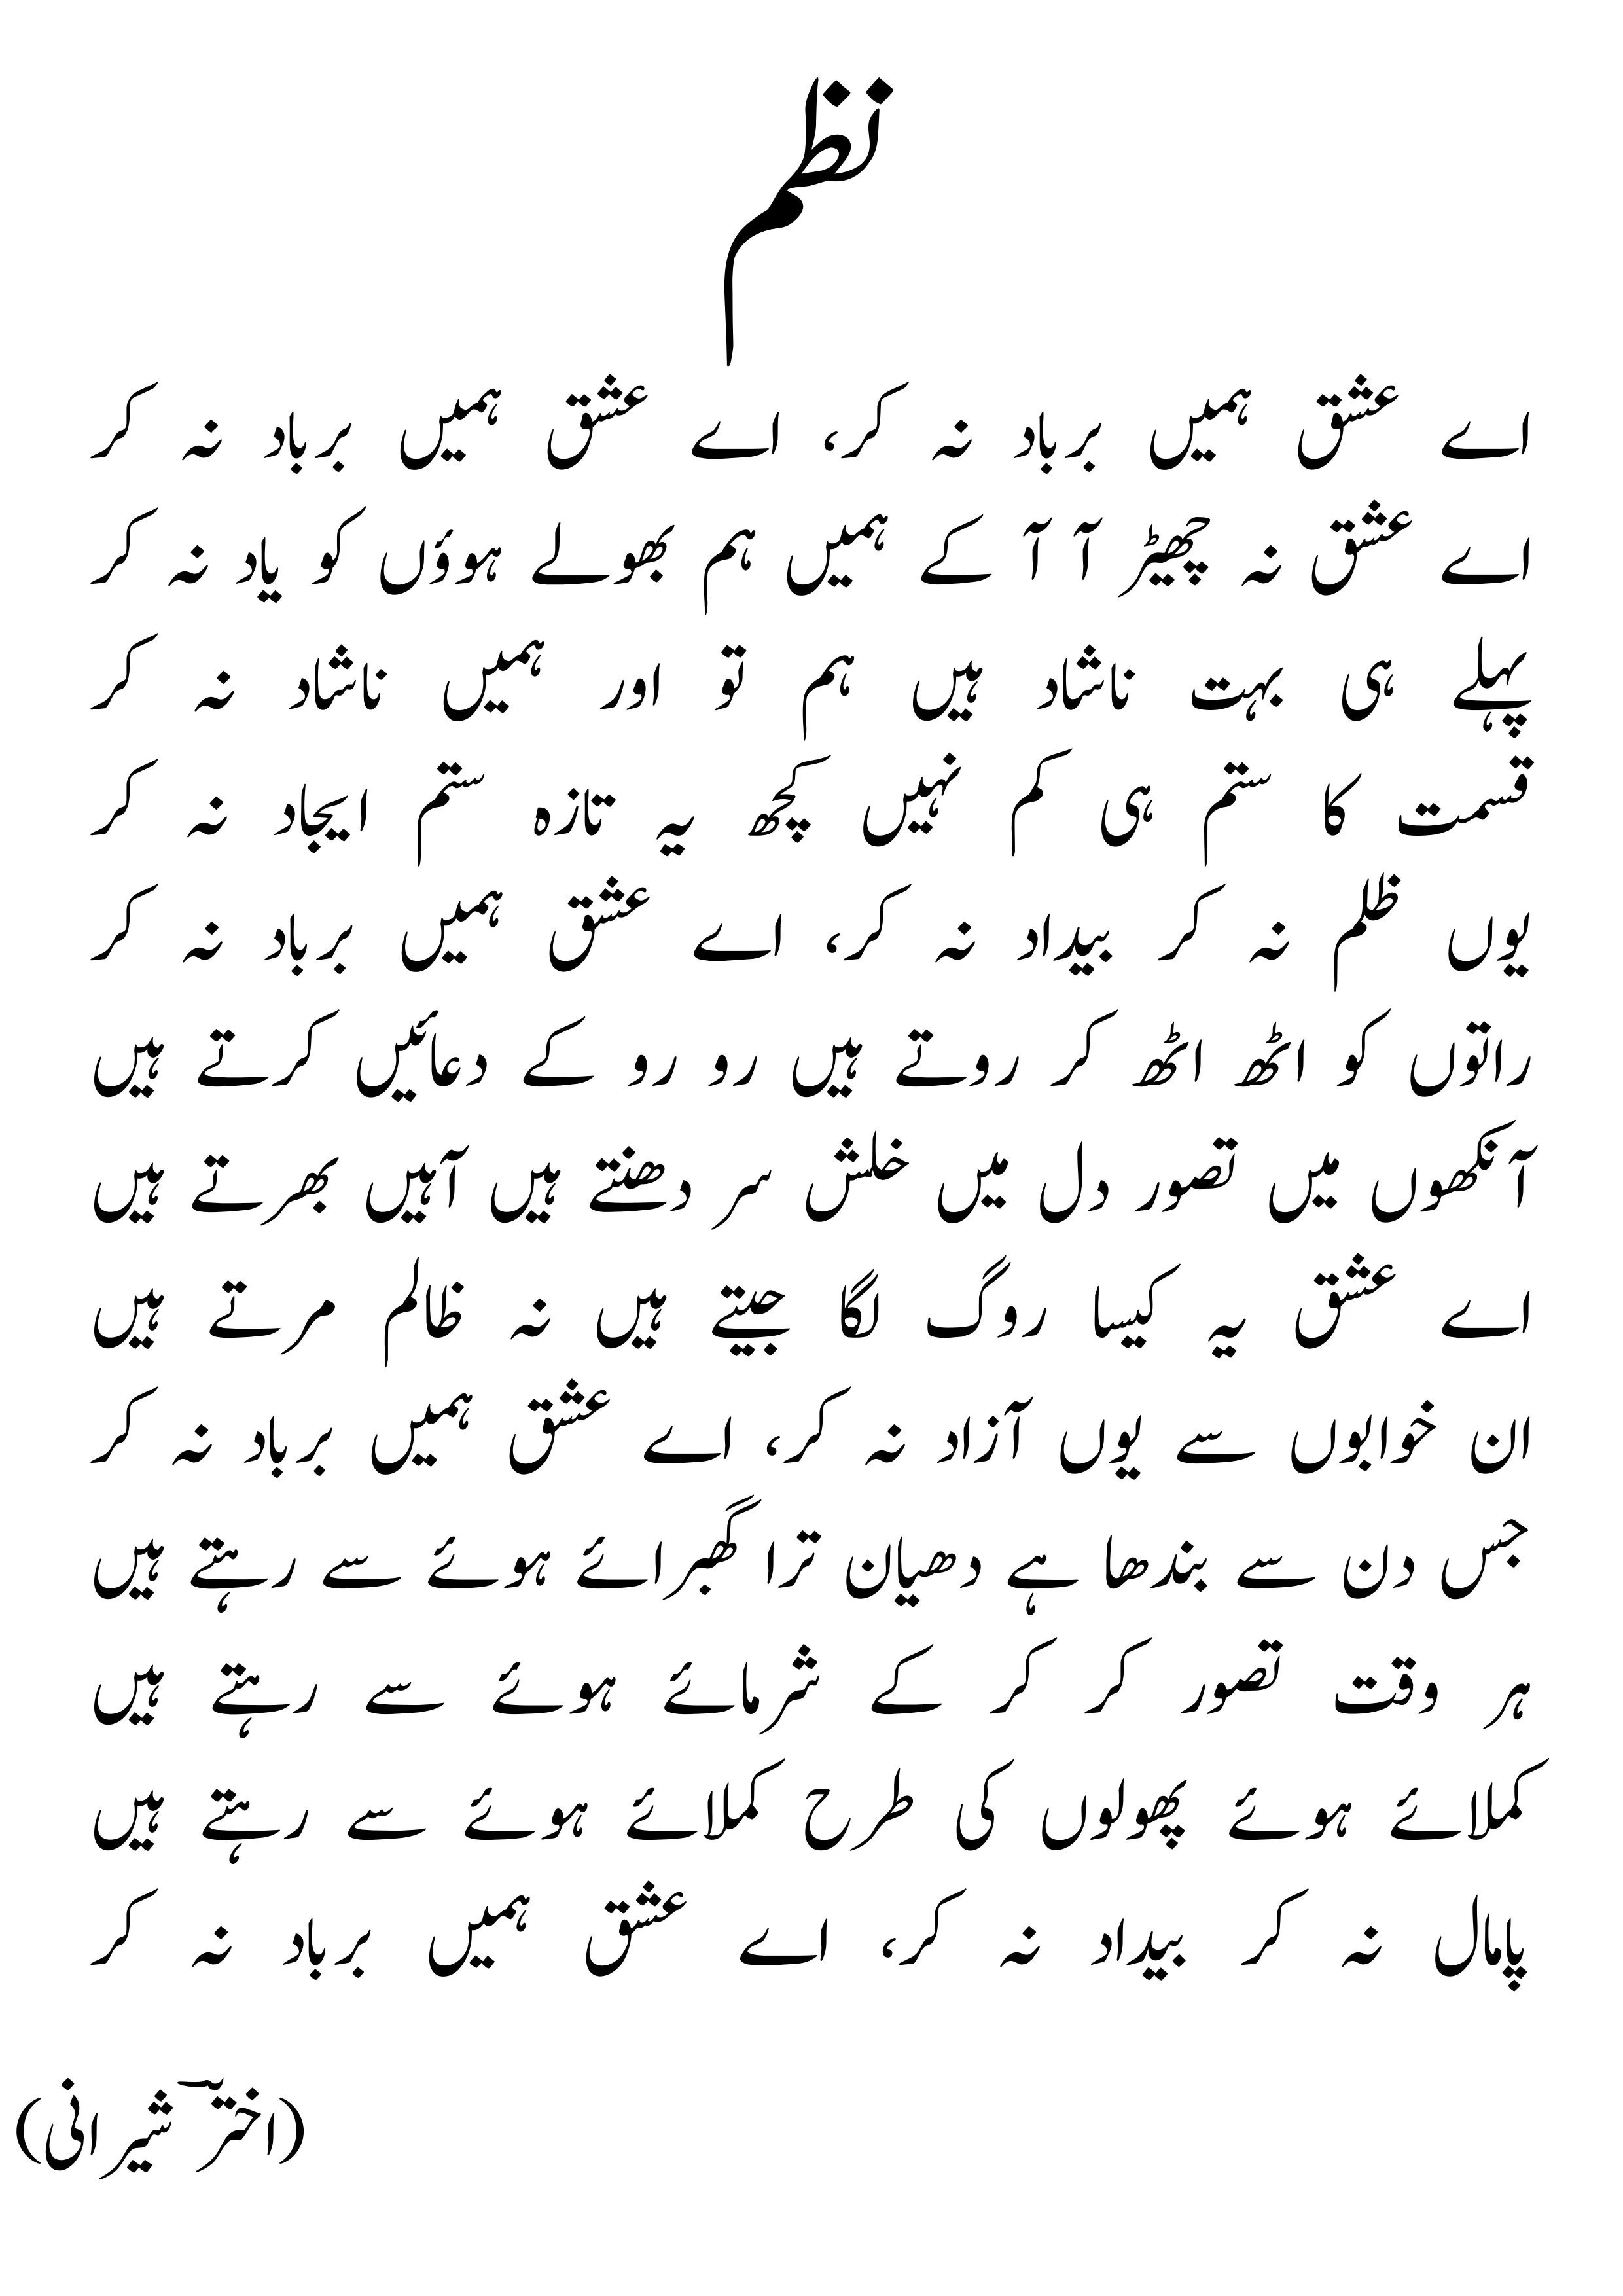 نظم
اے عشق ہمیں برباد نہ کر، اے عشق ہمیں برباد نہ کر
اے عشق نہ چھیڑ آ آ کے ہمیں ہم بھولے ہوؤں کو یاد نہ کر
پہلے ہی بہت ناشاد ہیں ہم تو اور ہمیں ناشاد نہ کر
قسمت کا ستم ہی کم نہیں کچھ یہ تازہ ستم ایجاد نہ کر
یوں ظلم نہ کر بیداد نہ کر، اے عشق ہمیں برباد نہ کر
راتوں کو اٹھ اٹھ کر روتے ہیں رو رو کے دعائیں کرتے ہیں
آنکھوں میں تصور دل میں خلش سر دھنتے ہیں آہیں بھرتے ہیں
اے عشق یہ کیسا روگ لگا جیتے ہیں نہ ظالم مرتے ہیں
ان خوابوں سے یوں آزاد نہ کر، اے عشق ہمیں برباد نہ کر
جس دن سے بندھا ہے دھیان ترا گھبرائے ہوئے سے رہتے ہیں
ہر وقت تصور کر کر کے شرمائے ہوئے سے رہتے ہیں
کملائے ہوئے پھولوں کی طرح کملائے ہوئے سے رہتے ہیں
پامال نہ کر بیداد نہ کر، اے عشق ہمیں برباد نہ کر
(اخترؔ شیرانی)